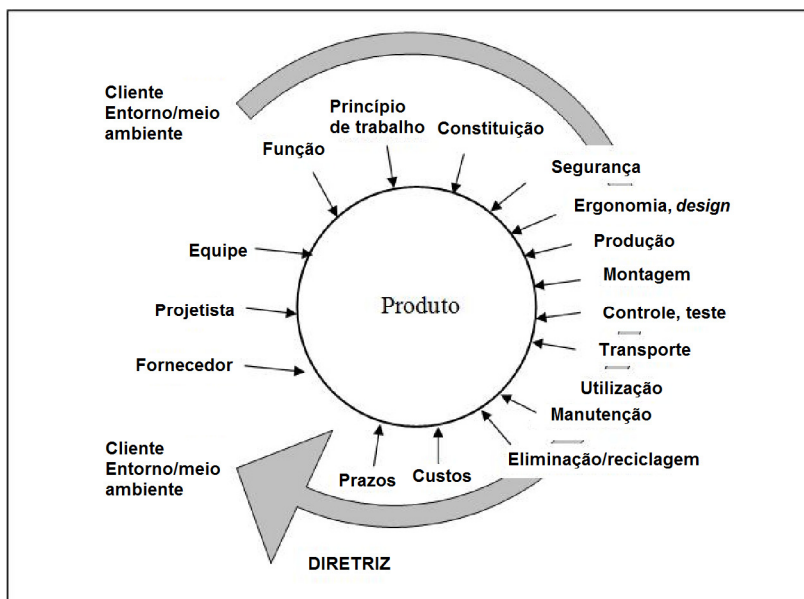 Cliente
Entorno/meio
ambiente
Princípio
de trabalho
Constituição
Função
Segurança
Ergonomia, design
Equipe
Produção
Montagem
Projetista
Produto
Controle, teste
Fornecedor
Transporte
Utilização
Manutenção
Cliente
Entorno/meio
ambiente
Prazos
Custos
Eliminação/reciclagem
DIRETRIZ